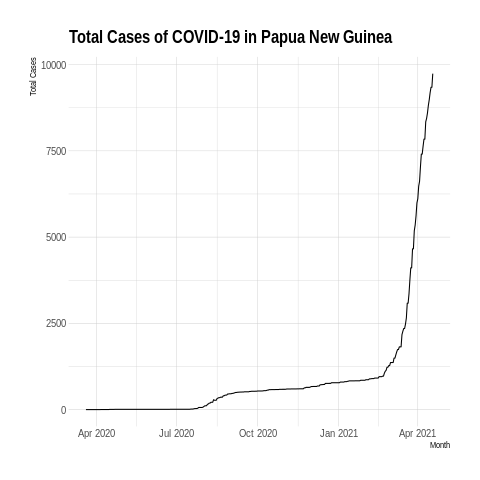 Total Cases of COVID-19 in Papua New Guinea
Total Cases
10000
7500
5000
2500
0
Apr 2020 Jul 2020 Oct 2020 Jan 2021 Apr 2021
Month